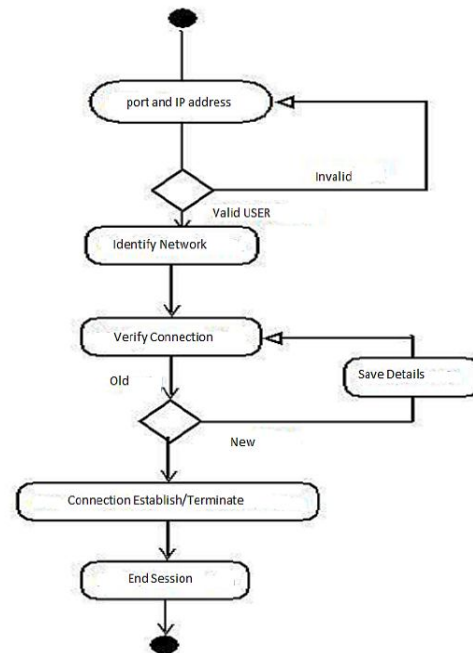 port and IP address
Invalid
Valid USER
Identify Network
Verify Connection
Save Details
Old
New
Connection Establish/Terminate
End Session